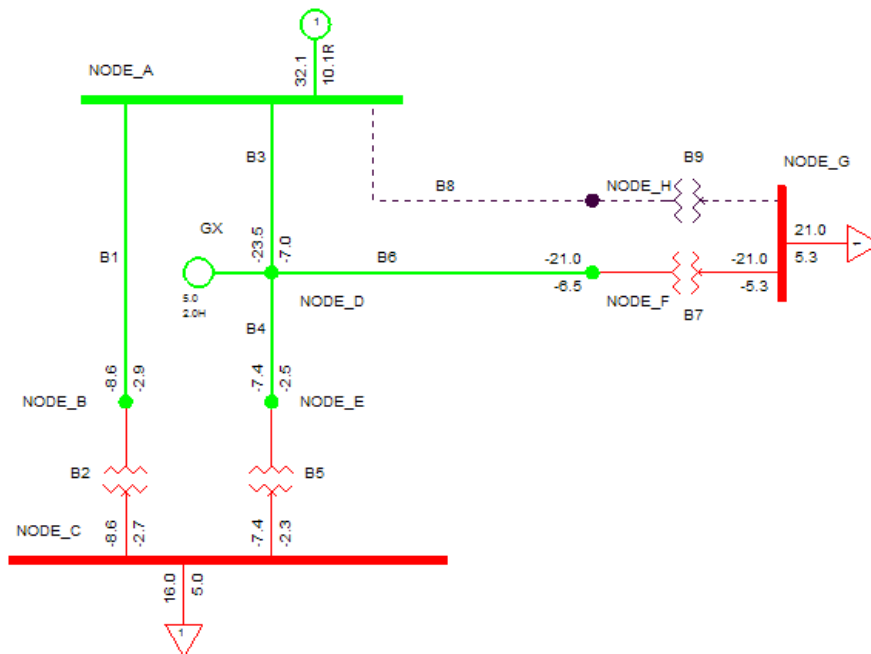 1
NODE_A
32.1
10.1R
B3
B9
NODE_G
B8
NODE_H
GX
-23.5
-7.0
21.0
5.3
1
B1
B6
-21.0
-6.5
-21.0
-5.3
5.0
2.0H
NODE_D
NODE_F
B7
B4
-8.6
-2.9
-7.4
-2.5
NODE_B
NODE_E
B2
B5
NODE_C
-8.6
-2.7
-7.4
-2.3
16.0
5.0
1